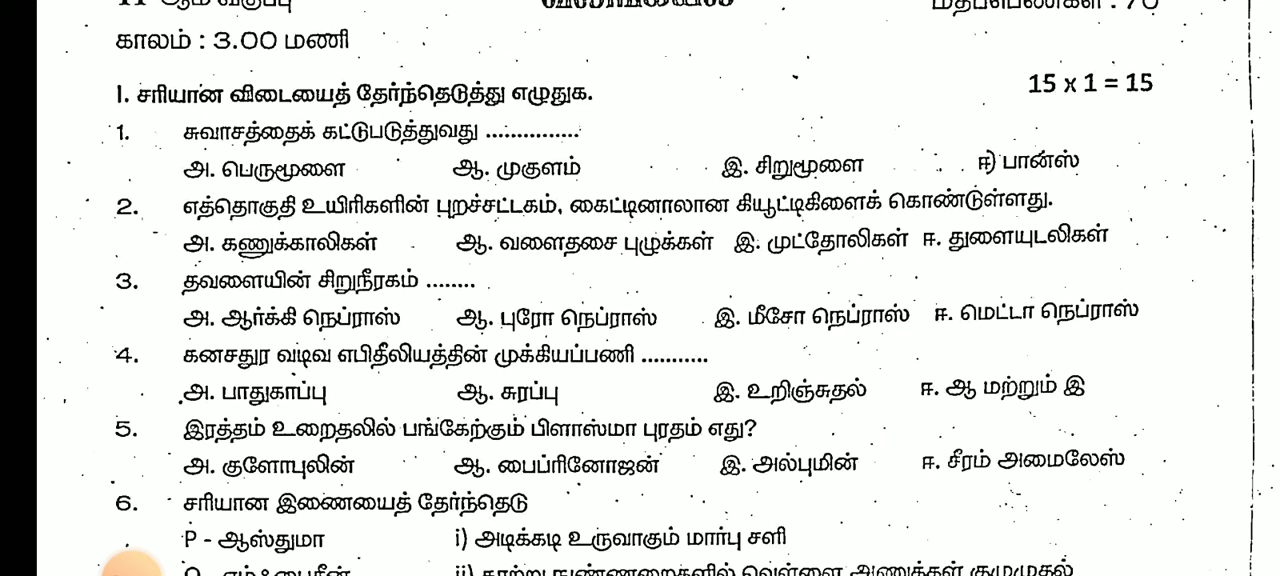 காலம் : 3.00 மணி
I. சரியான விடையைத் தேர்ந்தெடுத்து எழுதுக. 15 x 1 = 15
1. சுவாசத்தைக் கட்டுபடுத்துவது ...............
அ. பெருமூளை ஆ. முகுளம் இ. சிறுமூளை ஈ) பான்ஸ்
2. எத்தொகுதி உயிரிகளின் புறச்சட்டகம், கைட்டினாலான கியூட்டிகிளைக் கொண்டுள்ளது.
அ. கணுக்காலிகள் ஆ. வளைதசை புழுக்கள் இ. முட்தோலிகள் ஈ. துளையுடலிகள்
3. தவளையின் சிறுநீரகம் ........
அ. ஆர்க்கி நெப்ராஸ் ஆ. புரோ நெப்ராஸ் இ. மீசோ நெப்ராஸ் ஈ. மெட்டா நெப்ராஸ்
4. கனசதுர வடிவ எபிதீலியத்தின் முக்கியப்பணி ...........
அ. பாதுகாப்பு ஆ. சுரப்பு இ. உறிஞ்சுதல் ஈ. ஆ மற்றும் இ
5. இரத்தம் உறைதலில் பங்கேற்கும் பிளாஸ்மா புரதம் எது?
அ. குளோபுலின் ஆ. பைப்ரினோஜன் இ. அல்புமின் ஈ. சீரம் அமைலேஸ்
6. சரியான இணையைத் தேர்ந்தெடு
P - ஆஸ்துமா i) அடிக்கடி உருவாகும் மார்பு சளி